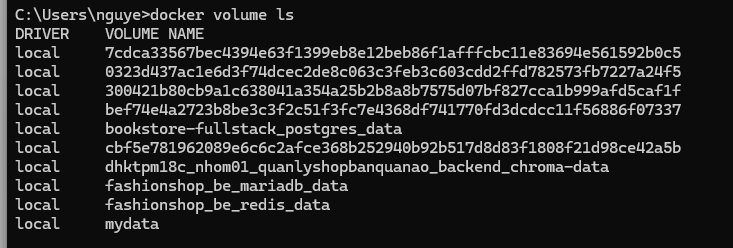 C:\Users\nguye>docker volume ls
DRIVER    VOLUME NAME
local     7cdca33567bec4394e63f1399eb8e12beb86f1afffcbc11e83694e561592b0c5
local     0323d437ac1e6d3f74dcec2de8c063c3feb3c603cdd2ffd782573fb7227a24f5
local     300421b80cb9a1c638041a354a25b2b8a8b7575d07bf827cca1b999afd5caf1f
local     bef74e4a2723b8be3c3f2c51f3fc7e4368df741770fd3dcdcc11f56886f07337
local     bookstore-fullstack_postgres_data
local     cbf5e781962089e6c6c2afce368b252940b92b517d8d83f1808f21d98ce42a5b
local     dhktpm18c_nhom01_quanlyshopbanquanao_backend_chroma-data
local     fashionshop_be_mariadb_data
local     fashionshop_be_redis_data
local     mydata